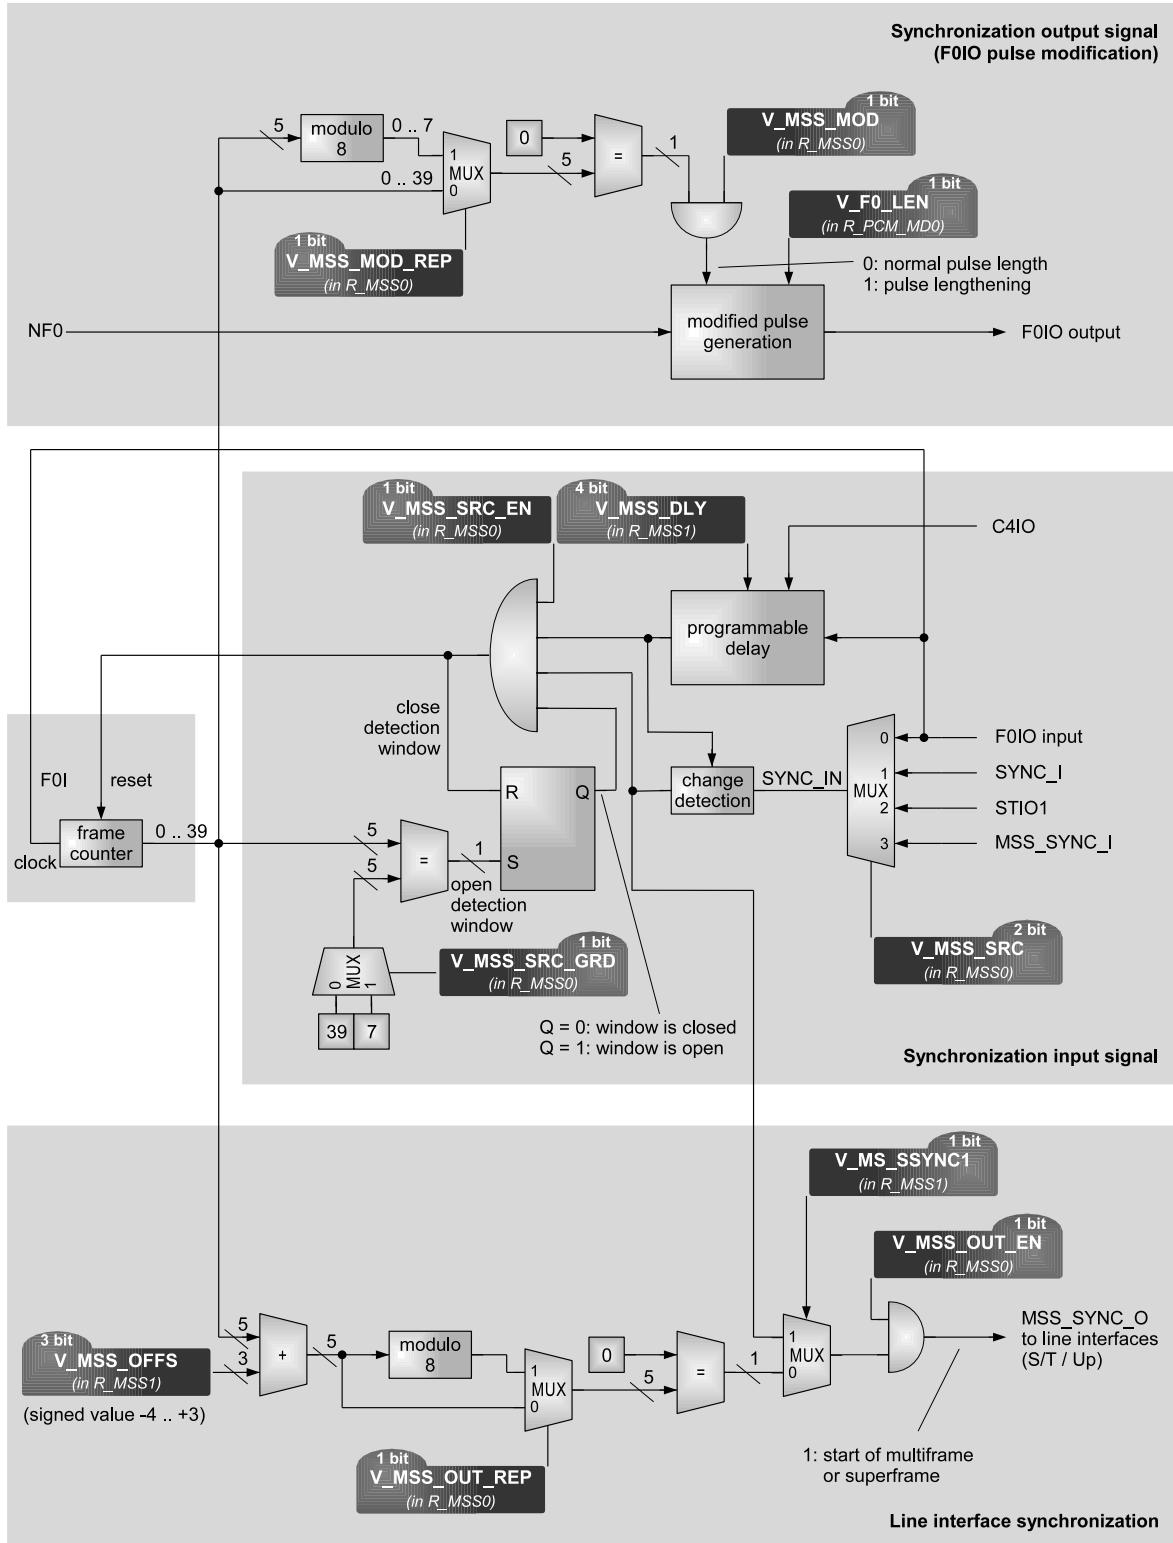 Synchronization output signal
(F0IO pulse modification)
1 bit
V_MSS_MOD
(in R_MSS0)
5
modulo
8
0 .. 7
0 .. 39
1
MUX
0
0
5
=
1
1 bit
V_F0_LEN
(in R_PCM_MD0)
1 bit
V_MSS_MOD_REP
(in R_MSS0)
0: normal pulse length
1: pulse lengthening
NF0
modified pulse
generation
F0IO output
1 bit
V_MSS_SRC_EN
(in R_MSS0)
4 bit
V_MSS_DLY
(in R_MSS1)
C4IO
programmable
delay
close
detection
window
F0I
reset
frame
counter
clock
0 .. 39
R
Q
S
change
detection
SYNC_IN
0
1
MUX
2
3
F0IO input
SYNC_I
STIO1
MSS_SYNC_I
5
5
=
1
open
detection
window
2 bit
V_MSS_SRC
(in R_MSS0)
1 bit
V_MSS_SRC_GRD
(in R_MSS0)
MUX
0
1
39
7
Q = 0: window is closed
Q = 1: window is open
Synchronization input signal
1 bit
V_MS_SSYNC1
(in R_MSS1)
1 bit
V_MSS_OUT_EN
(in R_MSS0)
3 bit
V_MSS_OFFS
(in R_MSS1)
(signed value -4 .. +3)
5
3
+
5
modulo
8
1
MUX
0
0
5
=
1
1
MUX
0
MSS_SYNC_O
to line interfaces
(S/T / Up)
1 bit
V_MSS_OUT_REP
(in R_MSS0)
1: start of multiframe
or superframe
Line interface synchronization